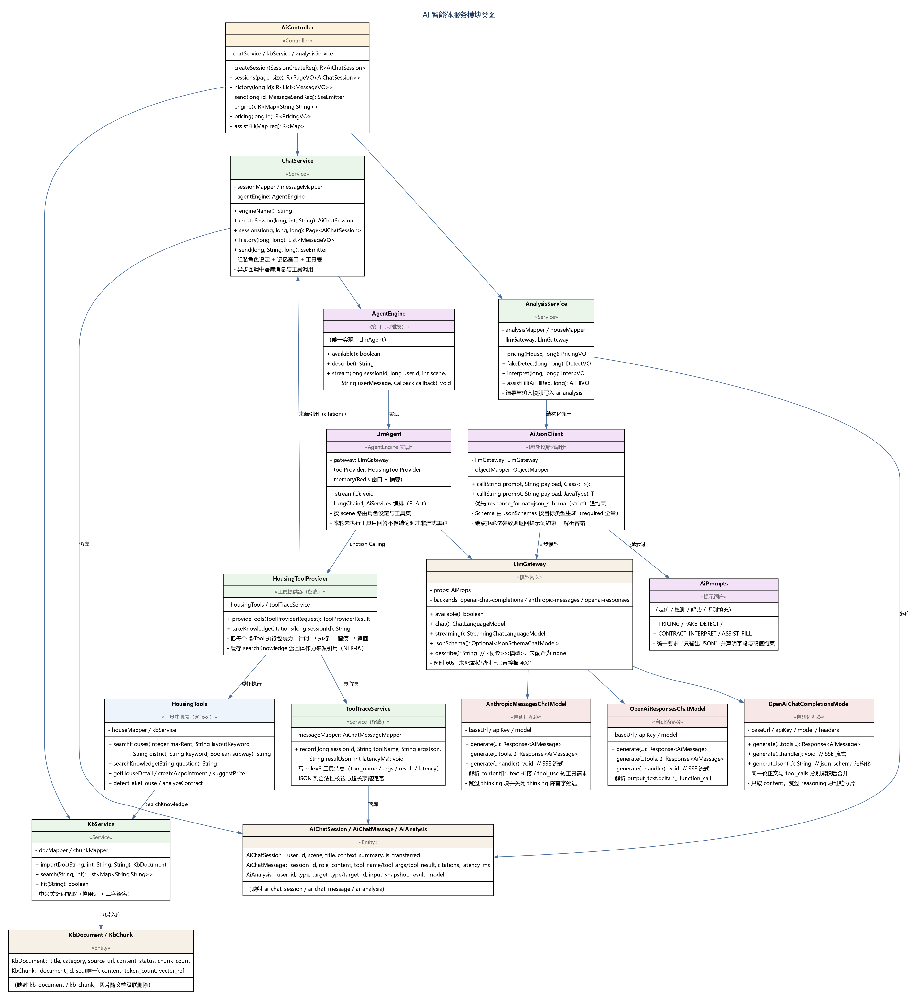 AI 智能体服务模块类图
AiController
«Controller»
- chatService / kbService / analysisService
+ createSession(SessionCreateReq): R<AiChatSession>
+ sessions(page, size): R<PageVO<AiChatSession>>
+ history(long id): R<List<MessageVO>>
+ send(long id, MessageSendReq): SseEmitter
+ engine(): R<Map<String,String>>
+ pricing(long id): R<PricingVO>
+ assistFill(Map req): R<Map>
ChatService
«Service»
- sessionMapper / messageMapper
- agentEngine: AgentEngine
+ engineName(): String
+ createSession(long, int, String): AiChatSession
+ sessions(long, long, long): Page<AiChatSession>
+ history(long, long): List<MessageVO>
+ send(long, String, long): SseEmitter
- 组装角色设定 + 记忆窗口 + 工具表
- 异步回调中落库消息与工具调用
AgentEngine
«接口（可插拔）»
（唯一实现：LlmAgent）
+ available(): boolean
+ describe(): String
+ stream(long sessionId, long userId, int scene,
String userMessage, Callback callback): void
AnalysisService
«Service»
- analysisMapper / houseMapper
- llmGateway: LlmGateway
+ pricing(House, long): PricingVO
+ fakeDetect(long, long): DetectVO
+ interpret(long, long): InterpVO
+ assistFill(AiFillReq, long): AiFillVO
- 结果与输入快照写入 ai_analysis
来源引用（citations）
实现
结构化调用
LlmAgent
«AgentEngine 实现»
- gateway: LlmGateway
- toolProvider: HousingToolProvider
- memory(Redis 窗口 + 摘要)
+ stream(...): void
- LangChain4j AiServices 编排（ReAct）
- 按 scene 路由角色设定与工具集
- 本轮未执行工具且回答不像结论时才非流式重跑
AiJsonClient
«结构化模型调用»
- llmGateway: LlmGateway
- objectMapper: ObjectMapper
+ call(String prompt, String payload, Class<T>): T
+ call(String prompt, String payload, JavaType): T
- 优先 response_format=json_schema（strict）强约束
- Schema 由 JsonSchemas 按目标类型生成（required 全量）
- 端点拒绝该参数则退回提示词约束 + 解析容错
落库
Function Calling
同步模型
提示词
HousingToolProvider
«工具提供器（留痕）»
- housingTools / toolTraceService
+ provideTools(ToolProviderRequest): ToolProviderResult
+ takeKnowledgeCitations(long sessionId): String
- 把每个 @Tool 执行包装为“计时 → 执行 → 留痕 → 返回”
- 缓存 searchKnowledge 返回体作为来源引用（NFR-05）
LlmGateway
«模型网关»
- props: AiProps
- backends: openai-chat-completions / anthropic-messages / openai-responses
+ available(): boolean
+ chat(): ChatLanguageModel
+ streaming(): StreamingChatLanguageModel
+ jsonSchema(): Optional<JsonSchemaChatModel>
+ describe(): String  // <协议>:<模型>，未配置为 none
- 超时 60s · 未配置模型时上层直接报 4001
AiPrompts
«提示词库»
（定价 / 检测 / 解读 / 识别填充）
+ PRICING / FAKE_DETECT /
+ CONTRACT_INTERPRET / ASSIST_FILL
- 统一要求“只输出 JSON”并声明字段与取值约束
落库
委托执行
工具留痕
HousingTools
«工具注册表（@Tool）»
- houseMapper / kbService
+ searchHouses(Integer maxRent, String layoutKeyword,
String district, String keyword, Boolean subway): String
+ searchKnowledge(String question): String
+ getHouseDetail / createAppointment / suggestPrice
+ detectFakeHouse / analyzeContract
ToolTraceService
«Service（留痕）»
- messageMapper: AiChatMessageMapper
+ record(long sessionId, String toolName, String argsJson,
String resultJson, int latencyMs): void
- 写 role=3 工具消息（tool_name / args / result / latency）
- JSON 列合法性校验与超长预览兜底
AnthropicMessagesChatModel
«自研适配器»
- baseUrl / apiKey / model
+ generate(...): Response<AiMessage>
+ generate(...tools...): Response<AiMessage>
+ generate(...handler): void  // SSE 流式
- 解析 content[]：text 拼接 / tool_use 转工具请求
- 跳过 thinking 块并关闭 thinking 降首字延迟
OpenAiResponsesChatModel
«自研适配器»
- baseUrl / apiKey / model
+ generate(...): Response<AiMessage>
+ generate(...tools...): Response<AiMessage>
+ generate(...handler): void  // SSE 流式
- 解析 output_text.delta 与 function_call
OpenAiChatCompletionsModel
«自研适配器»
- baseUrl / apiKey / model / headers
+ generate(...tools...): Response<AiMessage>
+ generate(...handler): void  // SSE 流式
+ generateJson(...): String  // json_schema 结构化
- 同一轮正文与 tool_calls 分别累积后合并
- 只取 content，跳过 reasoning 思维链分片
searchKnowledge
落库
KbService
«Service»
- docMapper / chunkMapper
+ importDoc(String, int, String, String): KbDocument
+ search(String, int): List<Map<String,String>>
+ hit(String): boolean
- 中文关键词提取（停用词 + 二字滑窗）
AiChatSession / AiChatMessage / AiAnalysis
«Entity»
AiChatSession：user_id, scene, title, context_summary, is_transferred
AiChatMessage：session_id, role, content, tool_name/tool_args/tool_result, citations, latency_ms
AiAnalysis：user_id, type, target_type/target_id, input_snapshot, result, model
（映射 ai_chat_session / ai_chat_message / ai_analysis）
切片入库
KbDocument / KbChunk
«Entity»
KbDocument：title, category, source_url, content, status, chunk_count
KbChunk：document_id, seq(唯一), content, token_count, vector_ref
（映射 kb_document / kb_chunk，切片随文档级联删除）